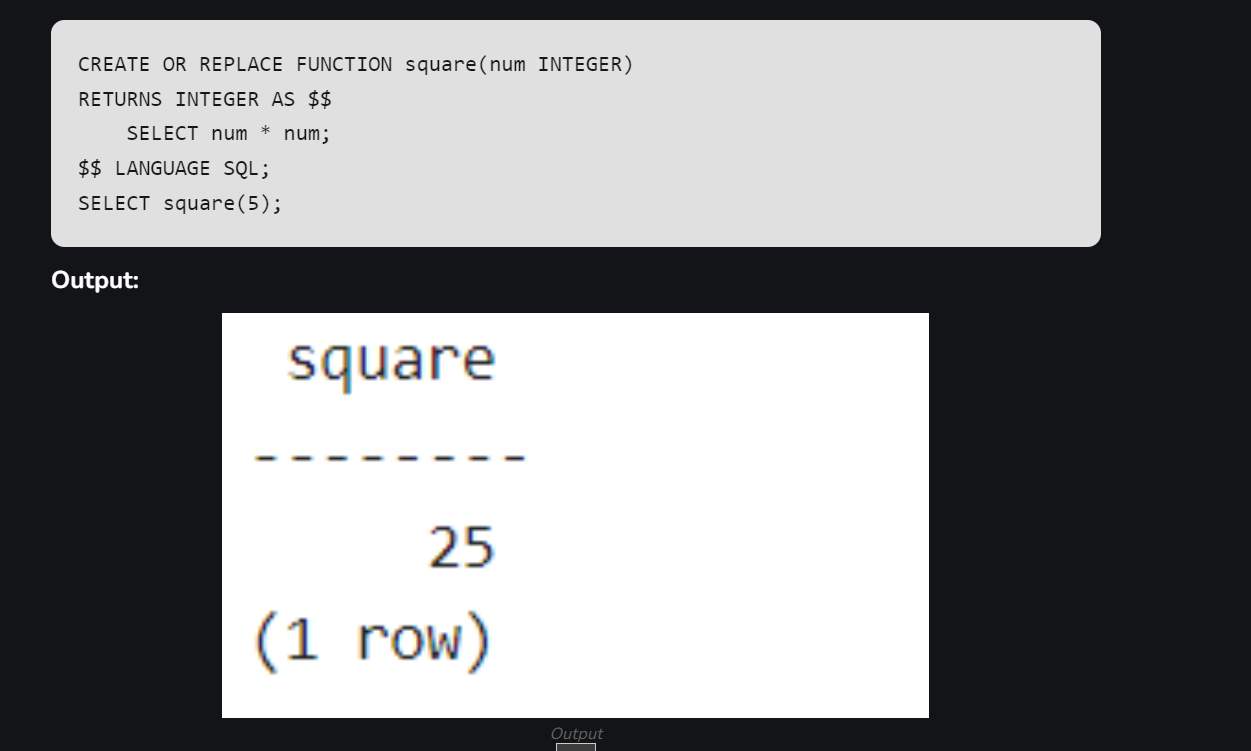 CREATE OR REPLACE FUNCTION square(num INTEGER)
RETURNS INTEGER AS $$
    SELECT num * num;
$$ LANGUAGE SQL;
SELECT square(5);
Output:
square
--------
25
(1 row)
Output